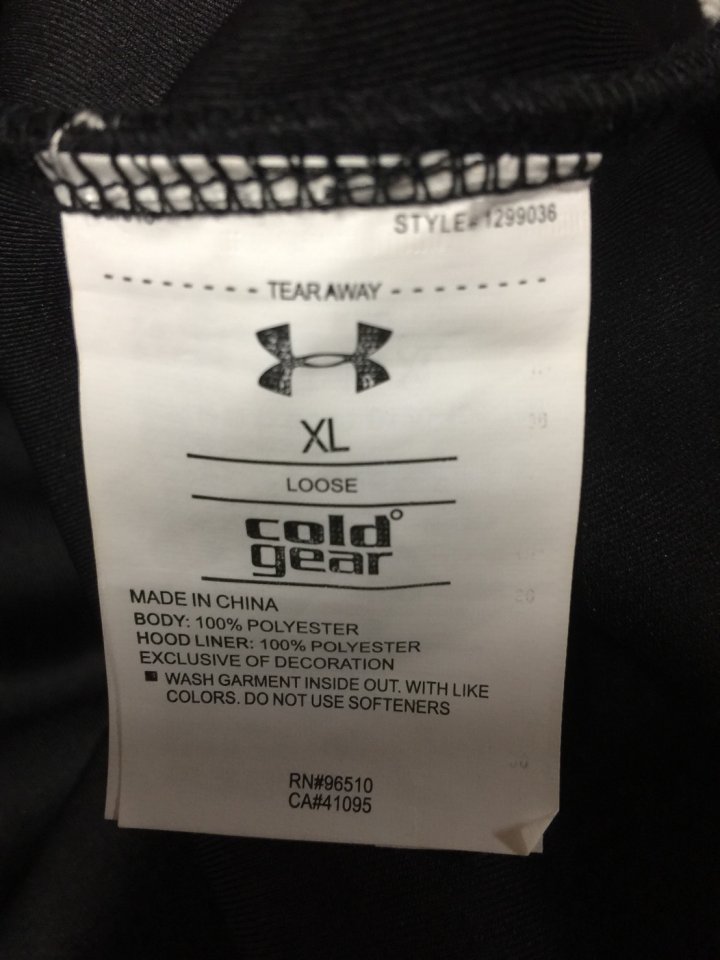 STYLE#1299036
TEAR AWAY
XL
LOOSE
cold°
gear
MADE IN CHINA
BODY: 100% POLYESTER
HOOD LINER: 100% POLYESTER
EXCLUSIVE OF DECORATION
WASH GARMENT INSIDE OUT. WITH LIKE
COLORS. DO NOT USE SOFTENERS
RN#96510
CA#41095